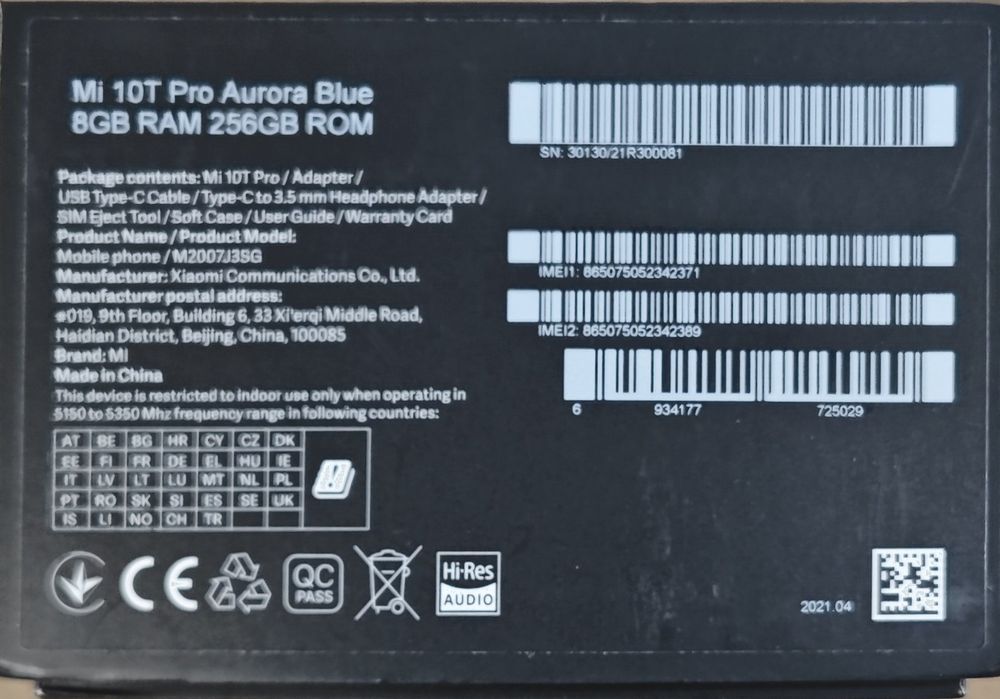 Mi 10T Pro Aurora Blue
8GB RAM 256GB ROM
Package contents: Mi 10T Pro / Adapter /
USB Type-C Cable / Type-C to 3.5 mm Headphone Adapter /
SIM Eject Tool / Soft Case / User Guide / Warranty Card
Product Name / Product Model:
Mobile phone / M2007J3SG
Manufacturer: Xiaomi Communications Co., Ltd.
Manufacturer postal address:
#019, 9th Floor, Building 6, 33 Xi'erqi Middle Road,
Haidian District, Beijing, China, 100085
Brand: MI
Made in China
This device is restricted to indoor use only when operating in
5150 to 5350 Mhz frequency range in following countries:
AT BE BG HR CY CZ DK
EE FI FR DE EL HU IE
IT LV LT LU MT NL PL
PT RO SK SI ES SE UK
IS LI NO CH TR
CE
QC
PASS
Hi-Res
AUDIO
SN: 30130/21R300081
IMEI1: 865075052342371
IMEI2: 865075052342389
6 934177 725029
2021.04